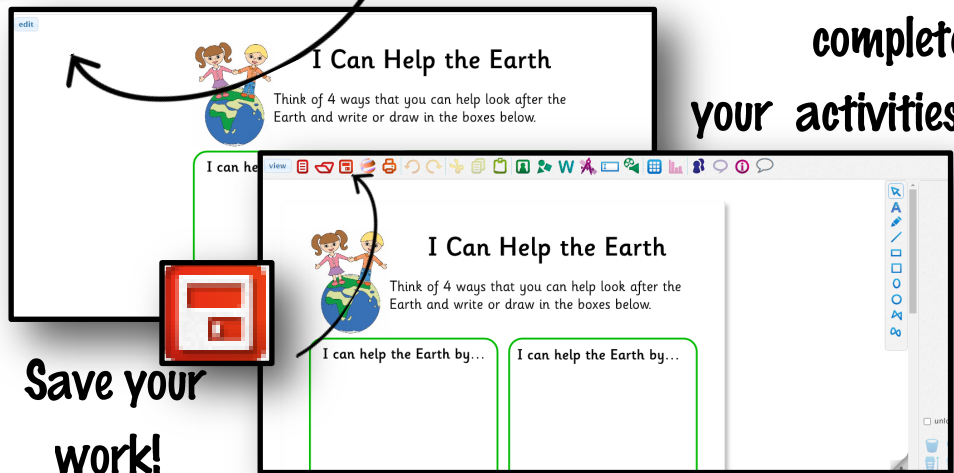 complete
your activities
edit
I Can Help the Earth
Think of 4 ways that you can help look after the
Earth and write or draw in the boxes below.
I can he
view
W
A
I Can Help the Earth
Think of 4 ways that you can help look after the
Earth and write or draw in the boxes below.
I can help the Earth by...
I can help the Earth by...
Save your
work!